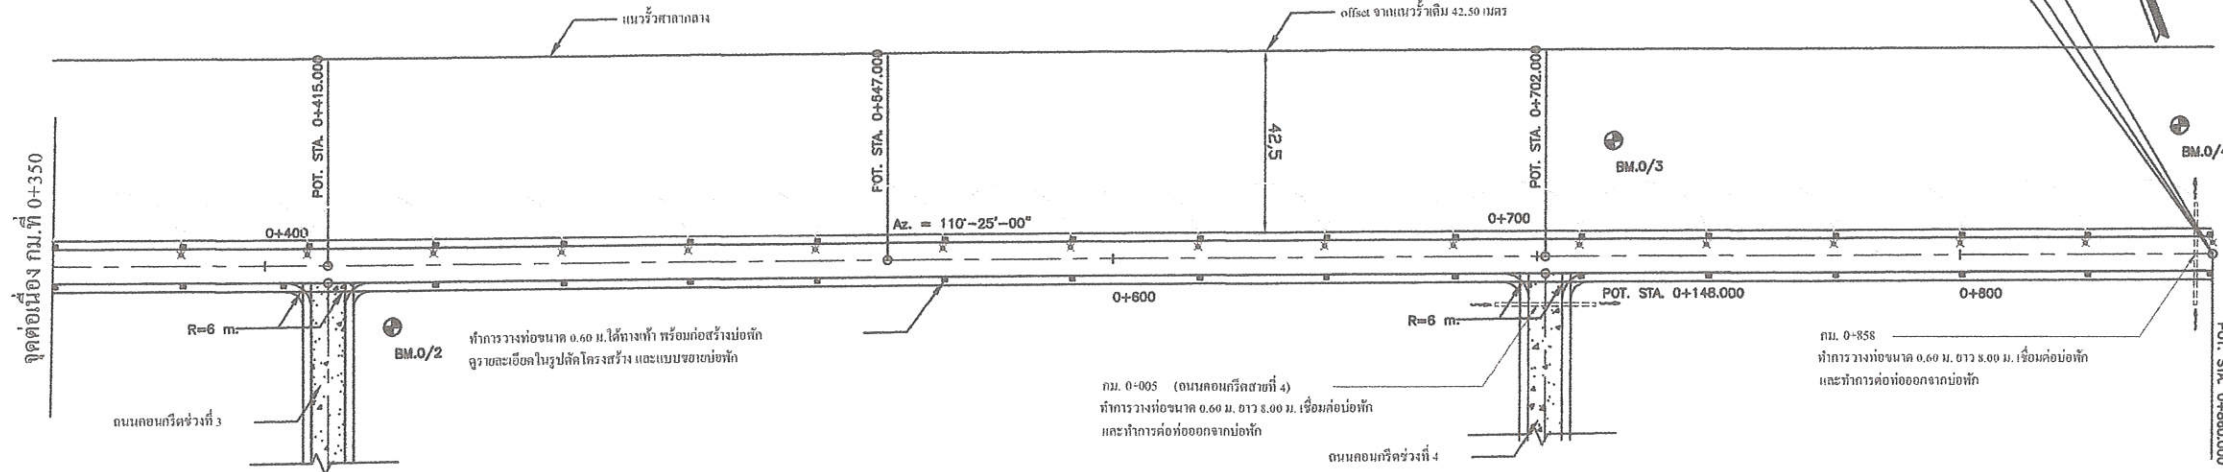 แนวรั้วศาลากลาง
offset จากแนวรั้วเดิม 42.50 เมตร
จุดต่อเนื่อง กม.ที่ 0+350
POT. STA. 0+415.000
POT. STA. 0+547.000
42,5
POT. STA. 0+702.000
BM.0/3
BM.0/4
0+400
Az. = 110°-25'-00"
0+700
0+600
POT. STA. 0+148.000
0+800
R=6 m.
R=6 m.
BM.0/2
ทำการวางท่อขนาด 0.60 ม.ใต้ทางเท้า พร้อมก่อสร้างบ่อพัก
ดูรายละเอียดในรูปตัดโครงสร้าง และแบบขยายบ่อพัก
กม. 0+858
ทำการวางท่อขนาด 0.60 ม. ยาว 8.00 ม. เชื่อมต่อบ่อพัก
และทำการต่อท่อออกจากบ่อพัก
กม. 0+005 (ถนนคอนกรีตสายที่ 4)
ทำการวางท่อขนาด 0.60 ม. ยาว 8.00 ม. เชื่อมต่อบ่อพัก
และทำการต่อท่อออกจากบ่อพัก
ถนนคอนกรีตช่วงที่ 3
ถนนคอนกรีตช่วงที่ 4
POT. STA. 0+860.000